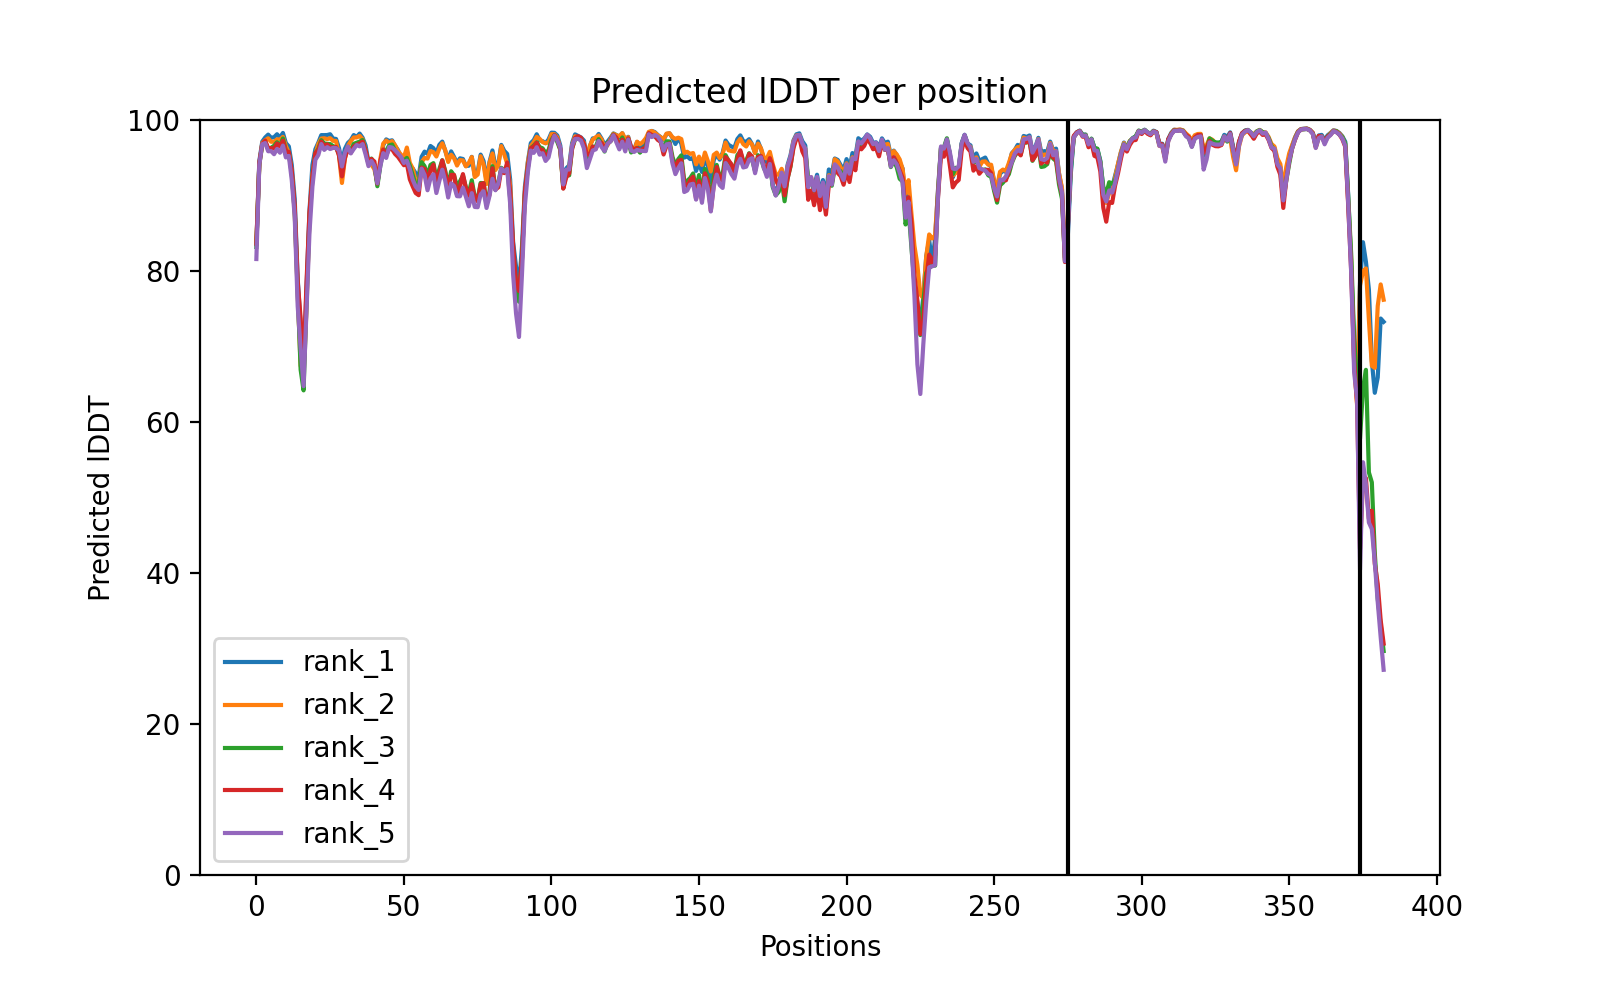 Predicted lDDT per position
100
80
60
40
20
0
Predicted lDDT
rank_1
rank_2
rank_3
rank_4
rank_5
0 50 100 150 200 250 300 350 400
Positions